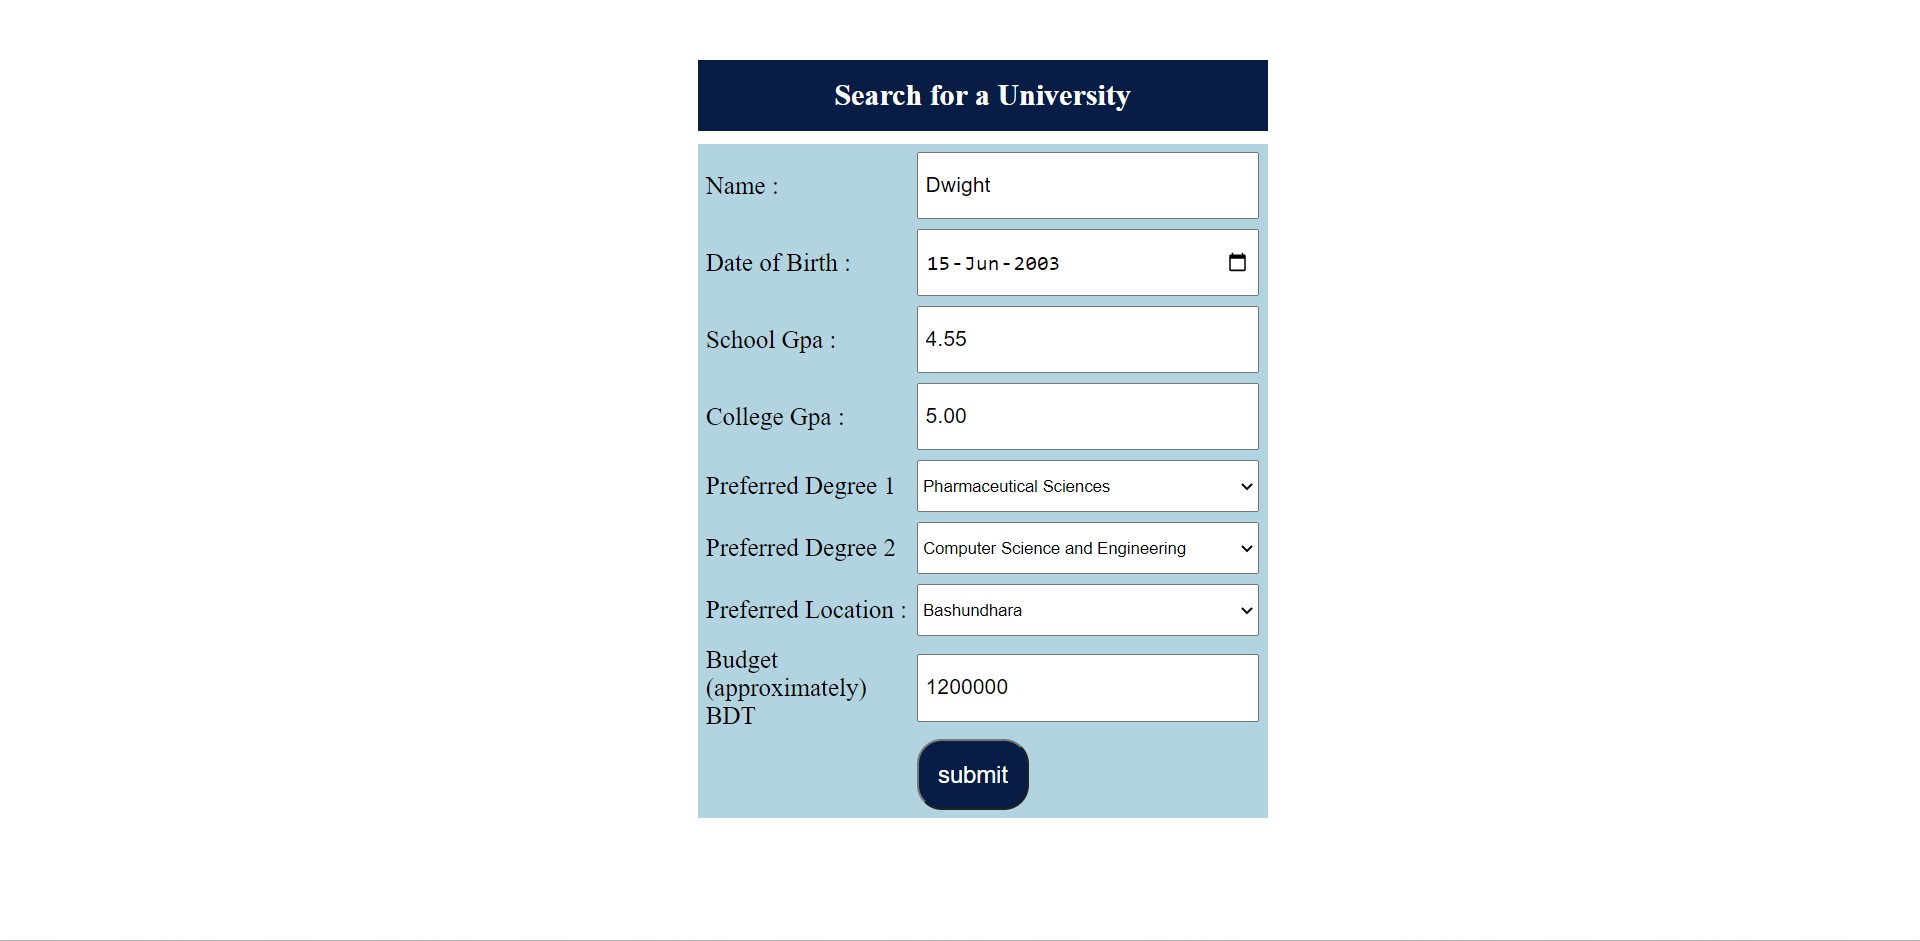 Search for a University
Name : Dwight
Date of Birth : 15-Jun-2003
School Gpa : 4.55
College Gpa : 5.00
Preferred Degree 1 Pharmaceutical Sciences
Preferred Degree 2 Computer Science and Engineering
Preferred Location : Bashundhara
Budget
(approximately)
BDT
1200000
submit